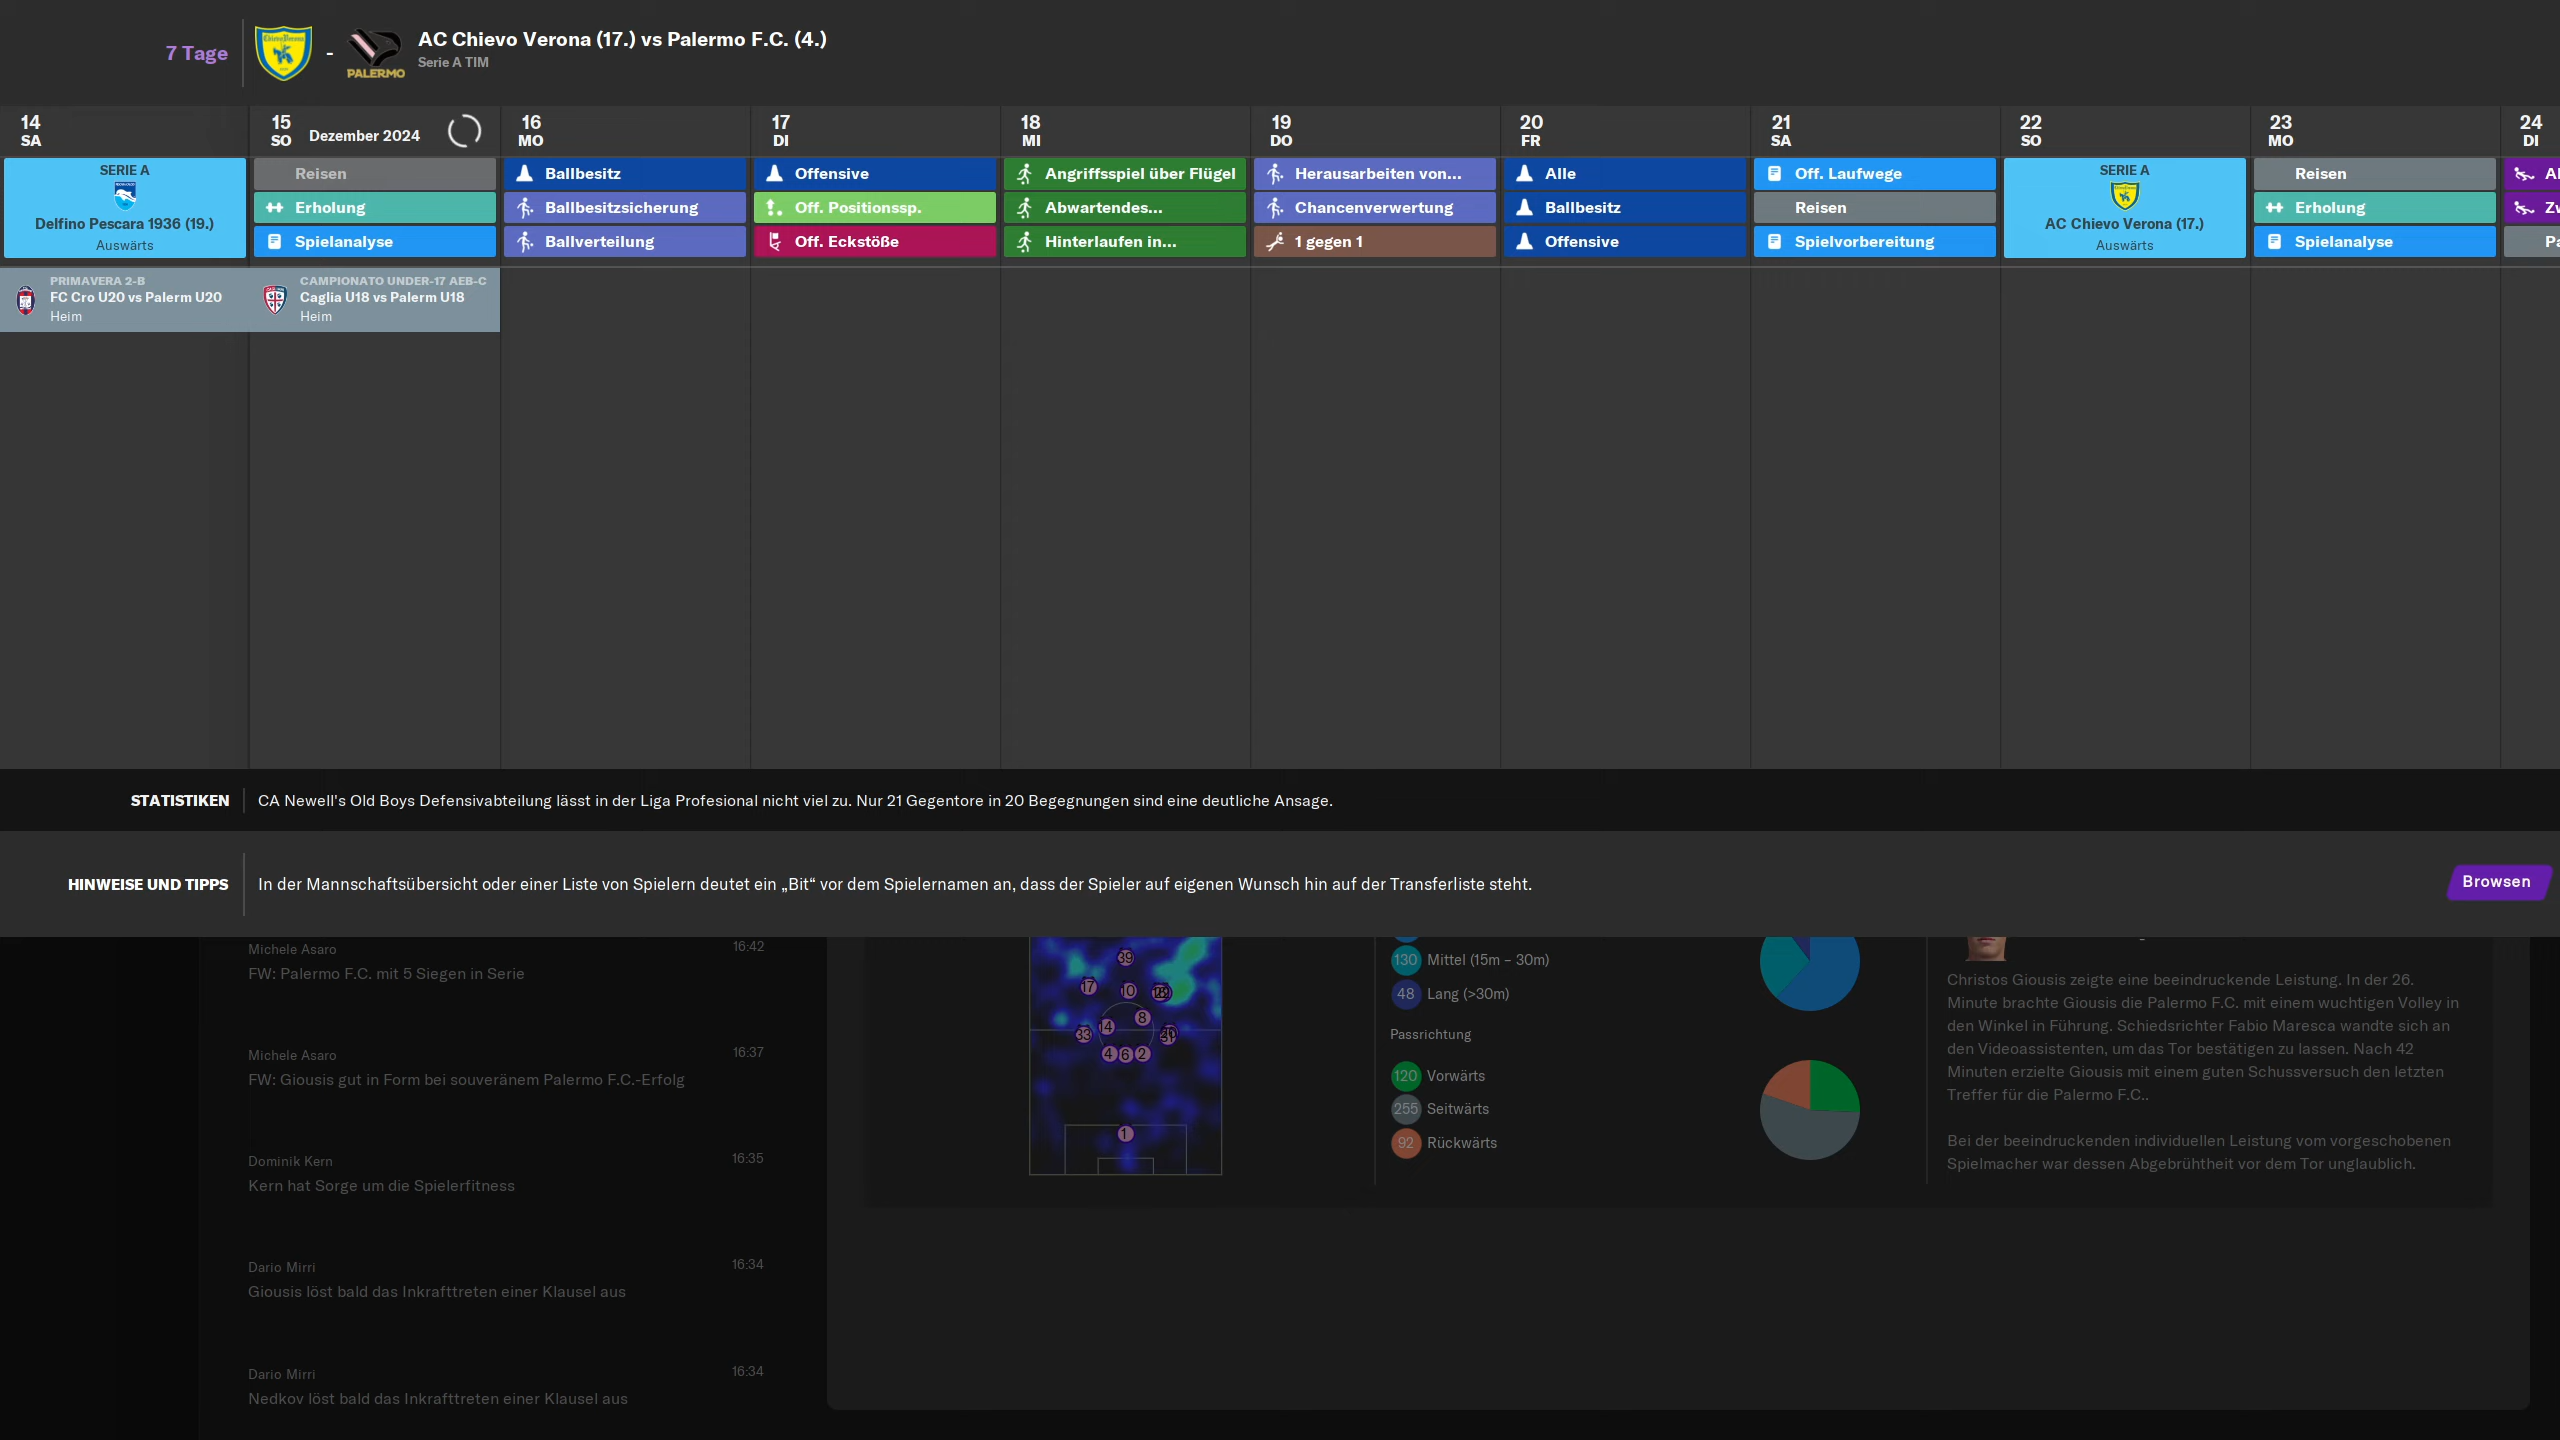 7 Tage
-
PALERMO
AC Chievo Verona (17.) vs Palermo F.C. (4.)
Serie A TIM
14
SA
15
SO
Dezember 2024
16
MO
17
DI
18
MI
19
DO
20
FR
21
SA
22
SO
23
MO
24
DI
SERIE A
Delfino Pescara 1936 (19.)
Auswärts
Reisen
Erholung
Spielanalyse
Ballbesitz
Ballbesitzsicherung
Ballverteilung
Offensive
Off. Positionssp.
Off. Eckstöße
Angriffsspiel über Flügel
Abwartendes...
Hinterlaufen in...
Herausarbeiten von...
Chancenverwertung
1 gegen 1
Alle
Ballbesitz
Offensive
Off. Laufwege
Reisen
Spielvorbereitung
SERIE A
AC Chievo Verona (17.)
Auswärts
Reisen
Erholung
Spielanalyse
PRIMAVERA 2-B
FC Cro U20 vs Palerm U20
Heim
CAMPIONATO UNDER-17 AEB-C
Caglia U18 vs Palerm U18
Heim
STATISTIKEN
CA Newell's Old Boys Defensivabteilung lässt in der Liga Profesional nicht viel zu. Nur 21 Gegentore in 20 Begegnungen sind eine deutliche Ansage.
HINWEISE UND TIPPS
In der Mannschaftsübersicht oder einer Liste von Spielern deutet ein „Bit“ vor dem Spielernamen an, dass der Spieler auf eigenen Wunsch hin auf der Transferliste steht.
Browsen
Michele Asaro
16:42
FW: Palermo F.C. mit 5 Siegen in Serie
Michele Asaro
16:37
FW: Giousis gut in Form bei souveränem Palermo F.C.-Erfolg
Dominik Kern
16:35
Kern hat Sorge um die Spielerfitness
Dario Mirri
16:34
Giousis löst bald das Inkrafttreten einer Klausel aus
Dario Mirri
16:34
Nedkov löst bald das Inkrafttreten einer Klausel aus
39
17
10
8
14
33
4
6
2
1
130 Mittel (15m – 30m)
48 Lang (>30m)
Passrichtung
120 Vorwärts
255 Seitwärts
92 Rückwärts
Christos Giousis zeigte eine beeindruckende Leistung. In der 26.
Minute brachte Giousis die Palermo F.C. mit einem wuchtigen Volley in
den Winkel in Führung. Schiedsrichter Fabio Maresca wandte sich an
den Videoassistenten, um das Tor bestätigen zu lassen. Nach 42
Minuten erzielte Giousis mit einem guten Schussversuch den letzten
Treffer für die Palermo F.C..
Bei der beeindruckenden individuellen Leistung vom vorgeschobenen
Spielmacher war dessen Abgebrühtheit vor dem Tor unglaublich.